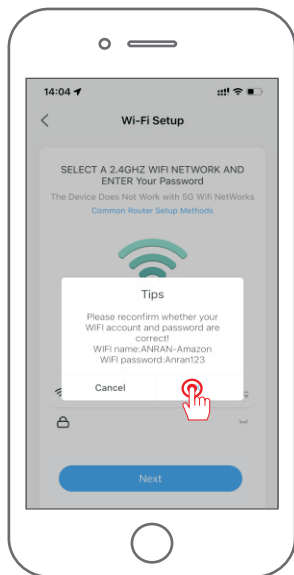 14:04
Wi-Fi Setup
SELECT A 2.4GHZ WIFI NETWORK AND
ENTER Your Password
The Device Does Not Work with 5G Wifi NetWorks
Common Router Setup Methods
Tips
Please reconfirm whether your
WIFI account and password are
correct!
WIFI name:ANRAN-Amazon
WIFI password:Anran123
Cancel
Next